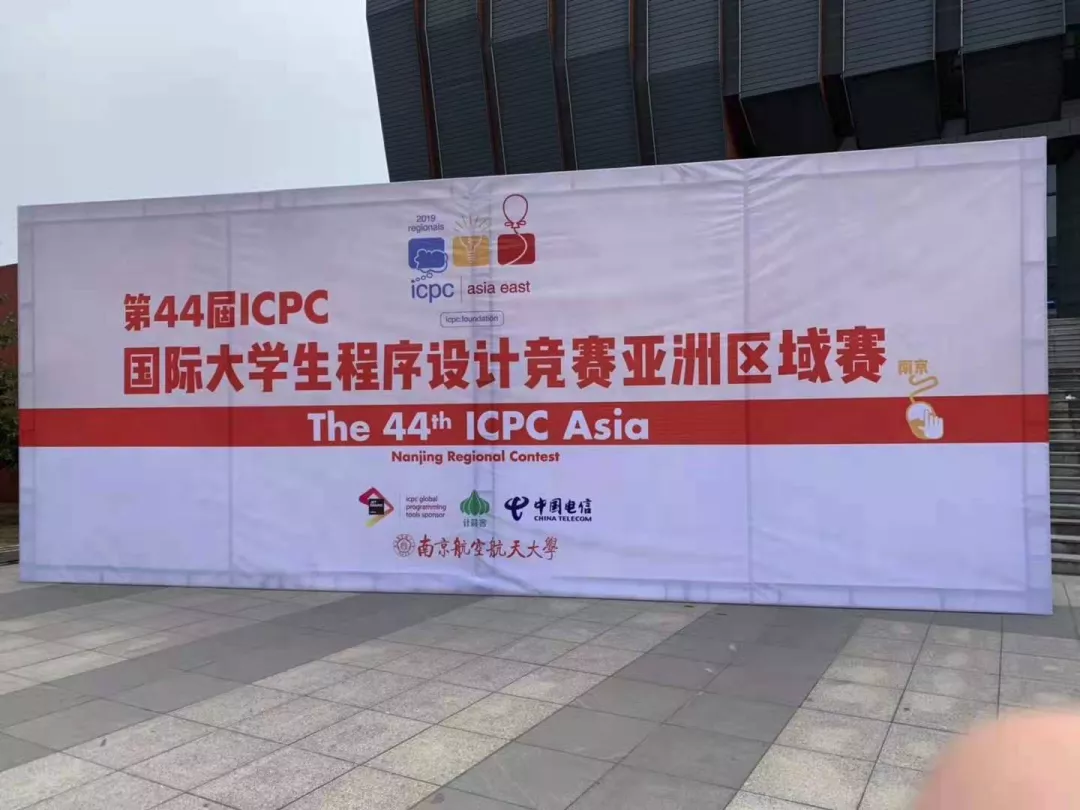 2019
regionals
icpc asia east
icpc.foundation
第44届ICPC
国际大学生程序设计竞赛亚洲区域赛 南京
The 44th ICPC Asia
Nanjing Regional Contest
icpc global
programming
tools sponsor
计蒜客
中国电信
CHINA TELECOM
南京航空航天大學